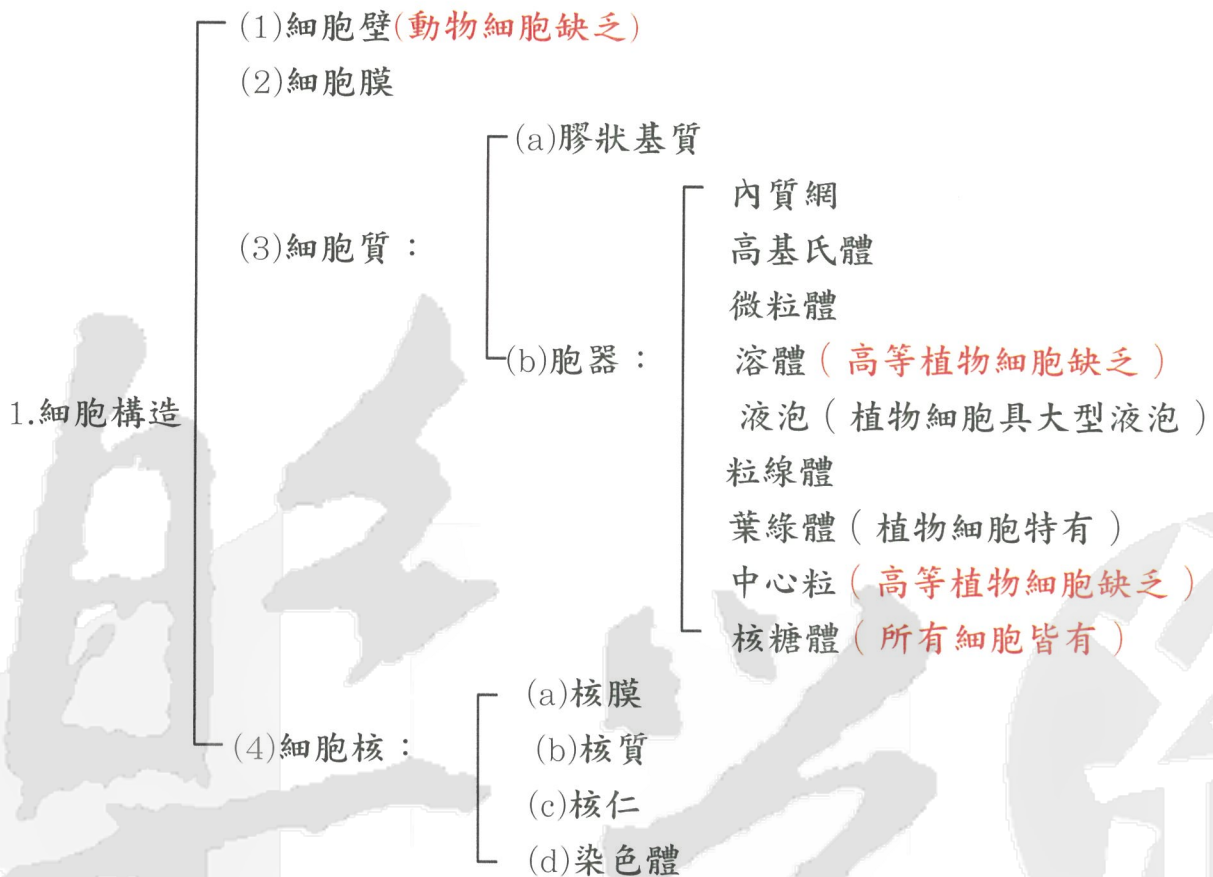 (1)細胞壁(動物細胞缺乏)
(2)細胞膜
(a)膠狀基質
內質網
(3)細胞質：
高基氏體
微粒體
(b)胞器：
溶體（高等植物細胞缺乏）
1.細胞構造
液泡（植物細胞具大型液泡）
粒線體
葉綠體（植物細胞特有）
中心粒（高等植物細胞缺乏）
核糖體（所有細胞皆有）
(a)核膜
(4)細胞核：
(b)核質
(c)核仁
(d)染色體